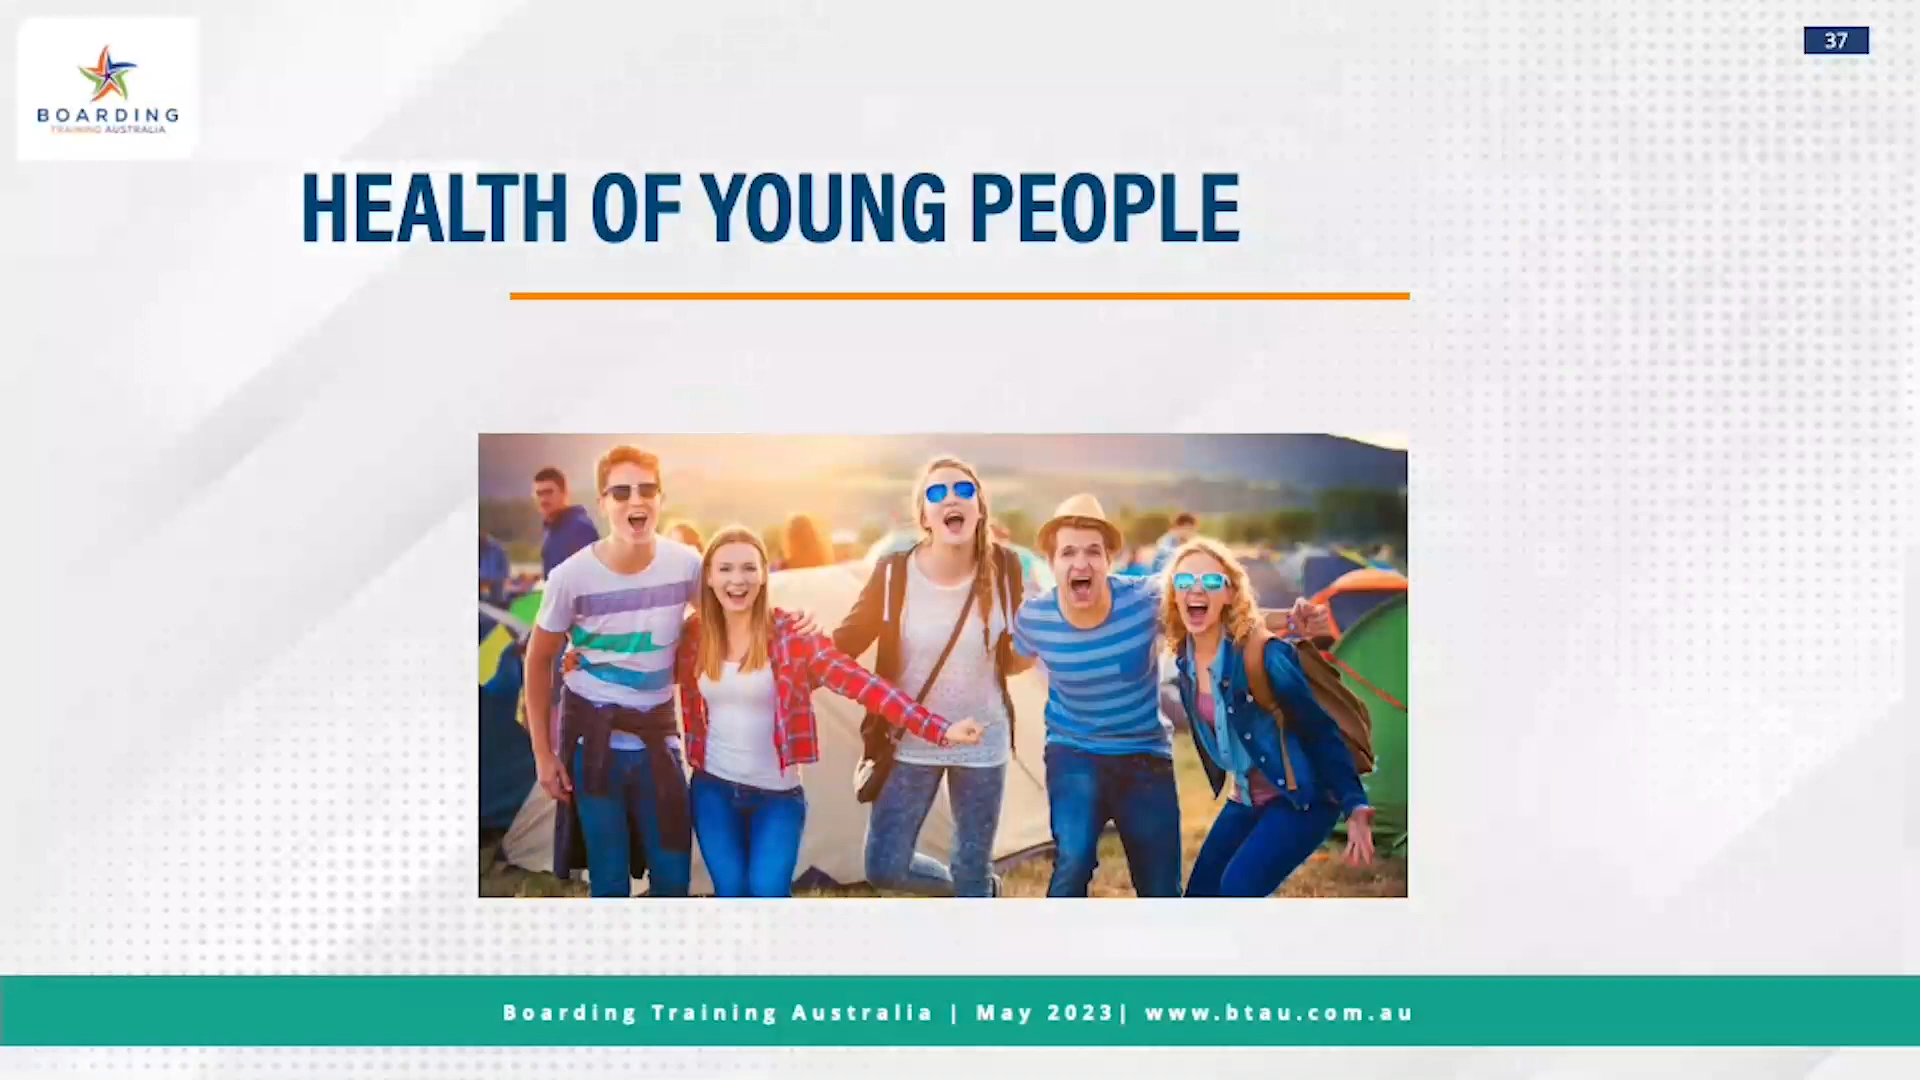 BOARDING
TRAINING AUSTRALIA
37
HEALTH OF YOUNG PEOPLE
Boarding Training Australia | May 2023| www.btau.com.au